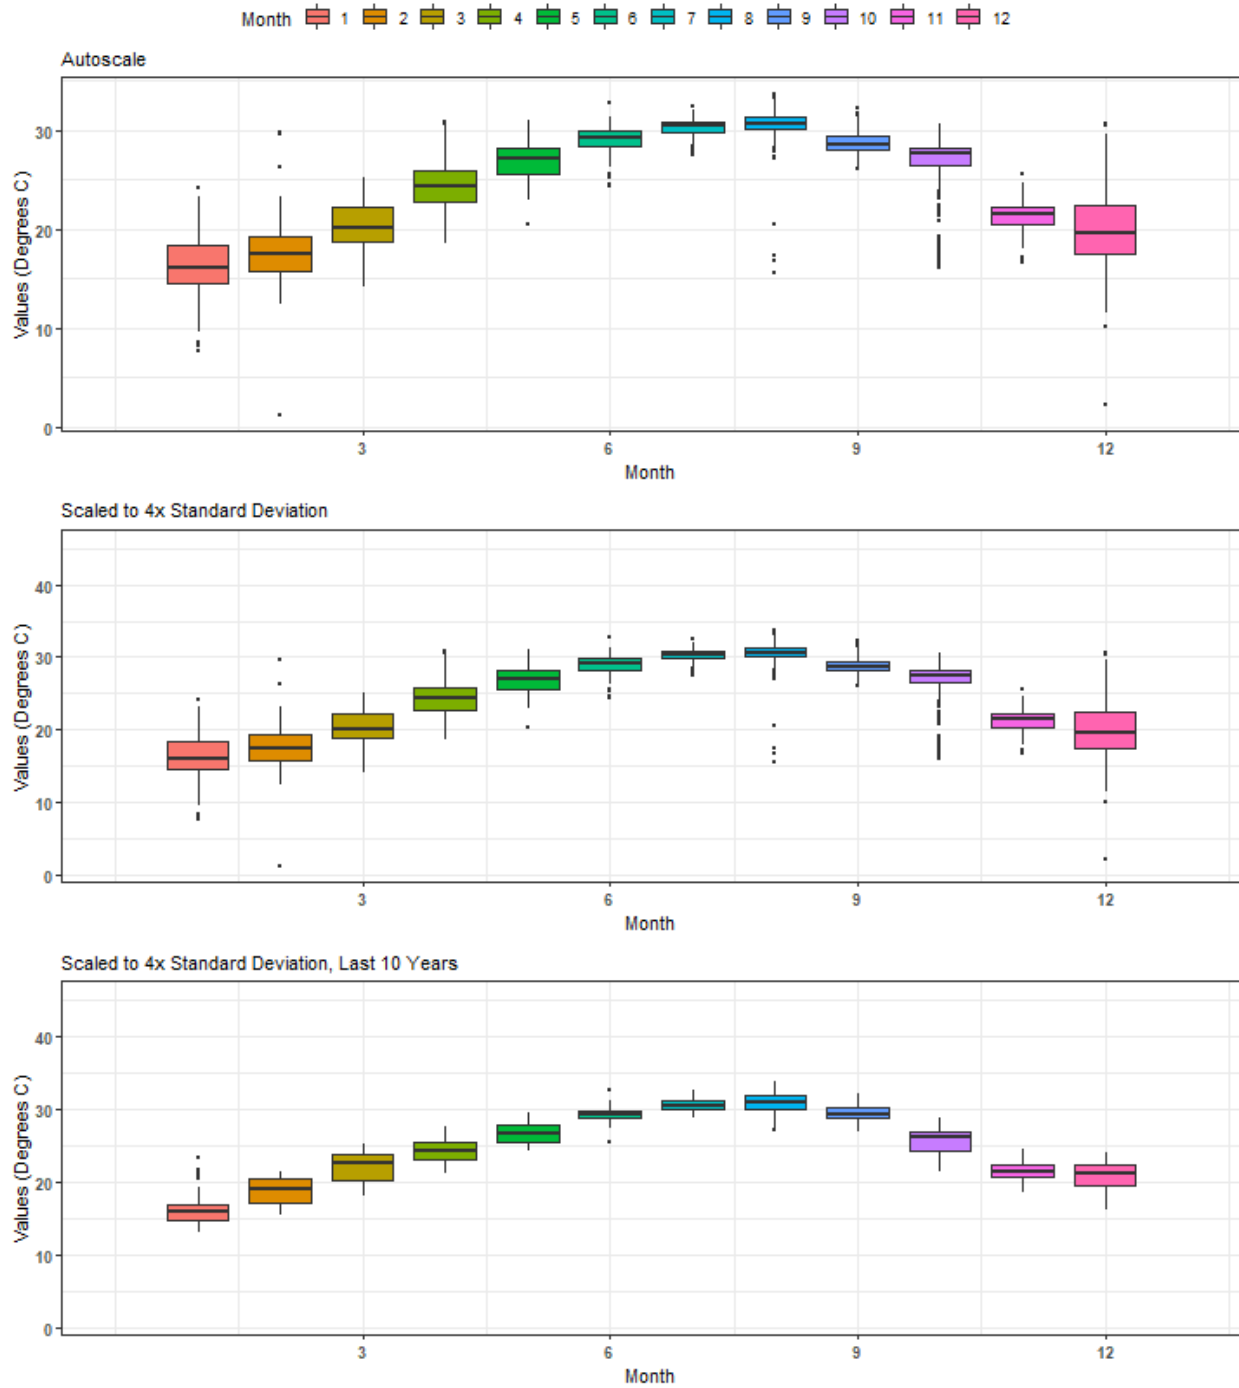 Month 1 2 3 4 5 6 7 8 9 10 11 12
Autoscale
Values (Degrees C)
30
20
10
0
3 6 9 12
Month
Scaled to 4x Standard Deviation
Values (Degrees C)
40
30
20
10
0
3 6 9 12
Month
Scaled to 4x Standard Deviation, Last 10 Years
Values (Degrees C)
40
30
20
10
0
3 6 9 12
Month